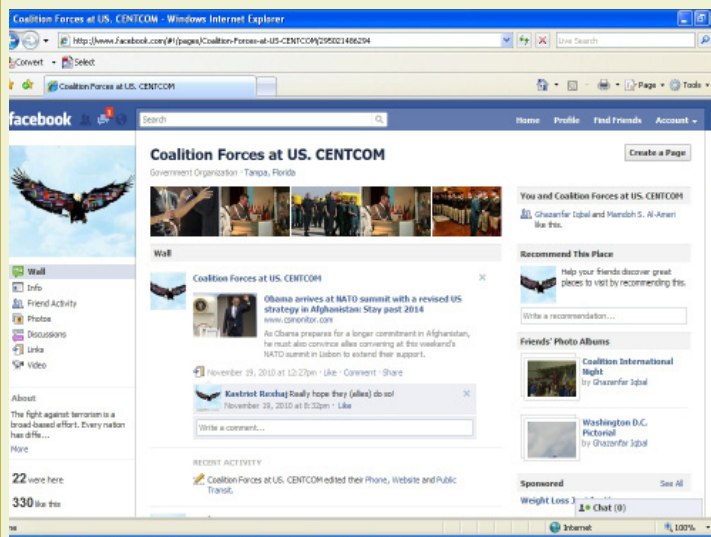 Coalition Forces at US. CENTCOM - Windows Internet Explorer
http://www.facebook.com/#!/pages/Coalition-Forces-at-US-CENTCOM/295021486294
Live Search
Convert
Select
Coalition Forces at US. CENTCOM
Page
Tools
facebook
Search
Home Profile Find Friends Account
Coalition Forces at US. CENTCOM
Government Organization · Tampa, Florida
Create a Page
Wall
Info
Friend Activity
Photos
Discussions
Links
Video
About
The fight against terrorism is a
broad-based effort. Every nation
has diffe...
More
22 were here
330 like this
Wall
Coalition Forces at US. CENTCOM
Obama arrives at NATO summit with a revised US
strategy in Afghanistan: Stay past 2014
www.csmonitor.com
As Obama prepares for a longer commitment in Afghanistan,
he must also convince allies convening at this weekend's
NATO summit in Lisbon to extend their support.
November 19, 2010 at 12:27pm · Like · Comment · Share
Kastriot Rexhaj Really hope they (allies) do so!
November 19, 2010 at 8:32pm · Like
Write a comment...
RECENT ACTIVITY
Coalition Forces at US. CENTCOM edited their Phone, Website and Public
Transit.
You and Coalition Forces at US. CENTCOM
Ghazanfar Iqbal and Mamdoh S. Al-Ameri
like this.
Recommend This Place
Help your friends discover great
places to visit by recommending this.
Write a recommendation...
Friends' Photo Albums
Coalition International
Night
by Ghazanfar Iqbal
Washington D.C.
Pictorial
by Ghazanfar Iqbal
Sponsored See All
Weight Loss
Chat (0)
Internet
100%